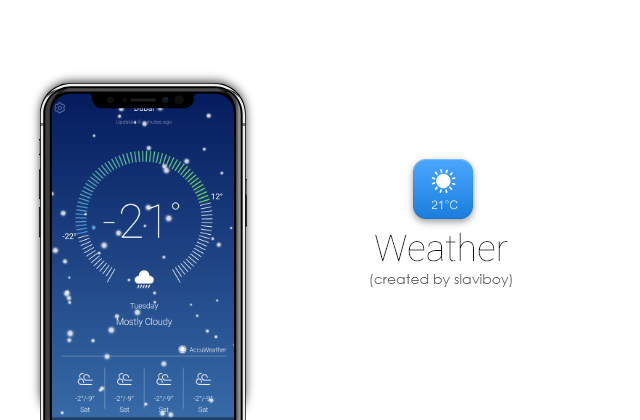 Dubai
Updated 9 minutes ago
12°
-21°
-22°
Tuesday
Mostly Cloudy
AccuWeather
-2°/-9° -2°/-9° -2°/-9° -2°/-9°
Sat Sat Sat Sat
21°C
Weather
(created by slaviboy)